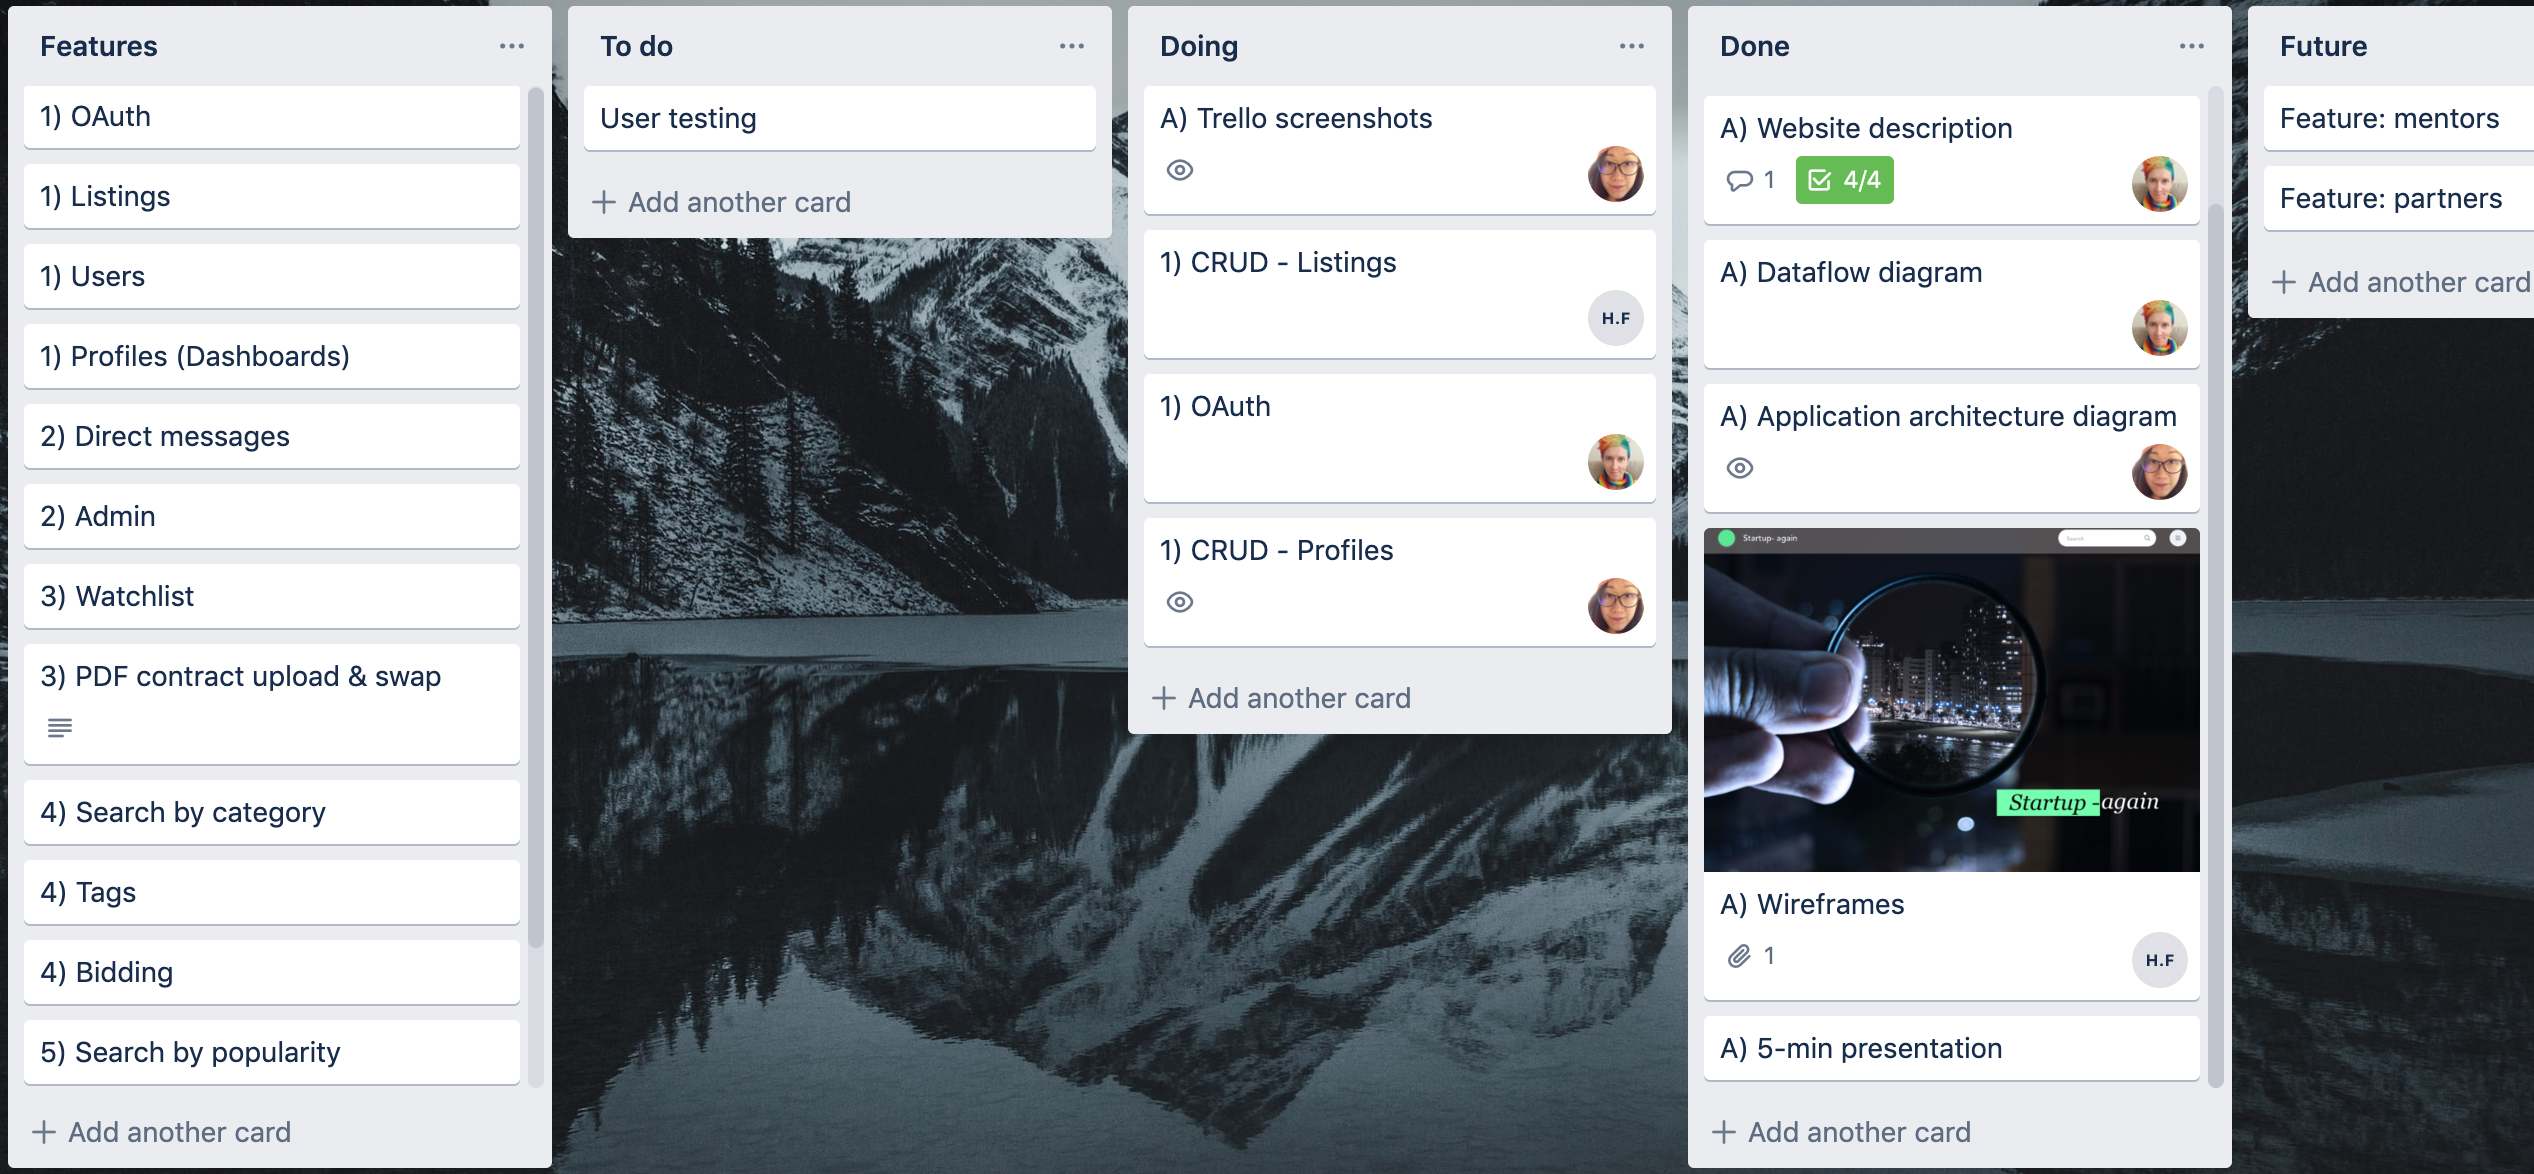 Features
1) OAuth
1) Listings
1) Users
1) Profiles (Dashboards)
2) Direct messages
2) Admin
3) Watchlist
3) PDF contract upload & swap
4) Search by category
4) Tags
4) Bidding
5) Search by popularity
Add another card
To do
User testing
Add another card
Doing
A) Trello screenshots
1) CRUD - Listings
H.F
1) OAuth
1) CRUD - Profiles
Add another card
Done
A) Website description
1
4/4
A) Dataflow diagram
A) Application architecture diagram
Startup- again
Search
Startup -again
A) Wireframes
1
H.F
A) 5-min presentation
Add another card
Future
Feature: mentors
Feature: partners
Add another card